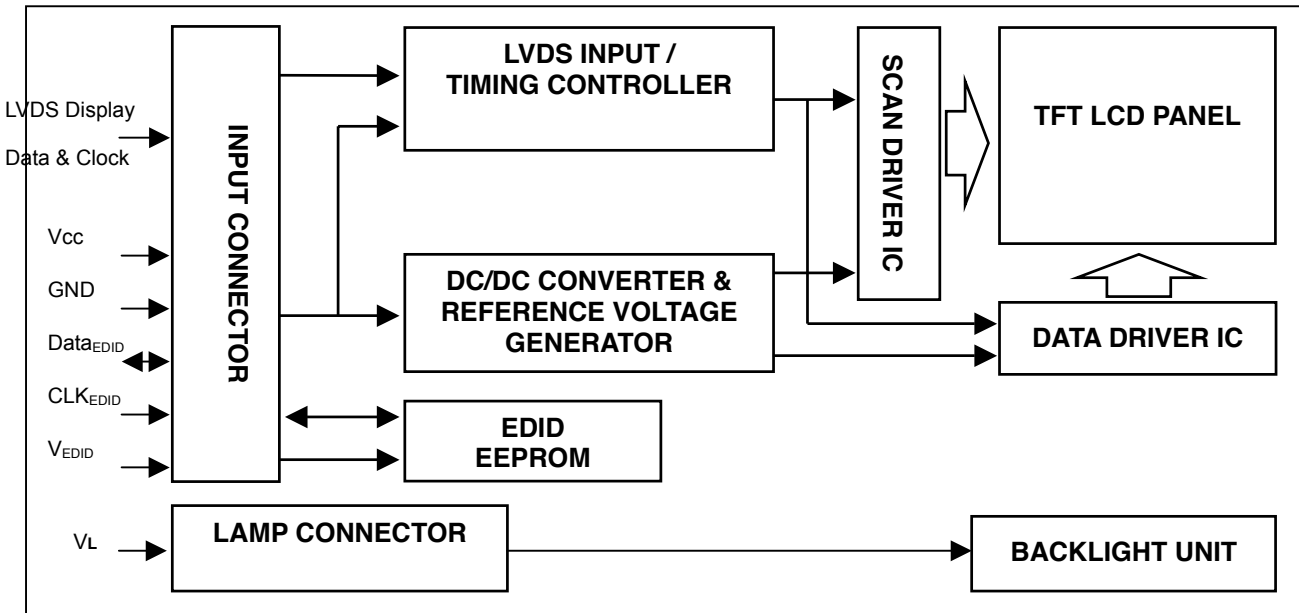 LVDS Display
Data & Clock
Vcc
GND
DataEDID
CLKEDID
VEDID
VL
INPUT CONNECTOR
LVDS INPUT /
TIMING CONTROLLER
DC/DC CONVERTER &
REFERENCE VOLTAGE
GENERATOR
EDID
EEPROM
SCAN DRIVER IC
TFT LCD PANEL
DATA DRIVER IC
LAMP CONNECTOR
BACKLIGHT UNIT